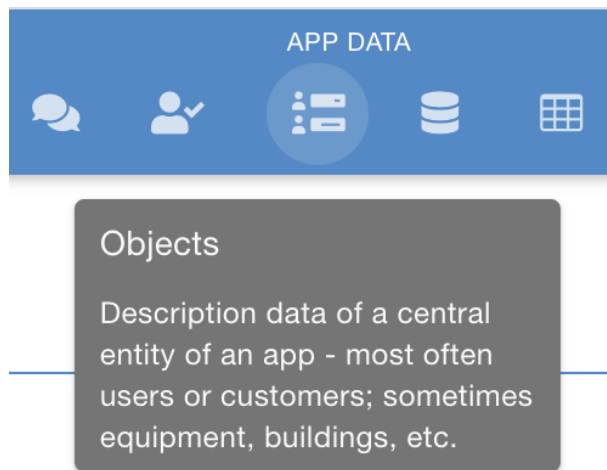 APP DATA
Objects
Description data of a central
entity of an app - most often
users or customers; sometimes
equipment, buildings, etc.